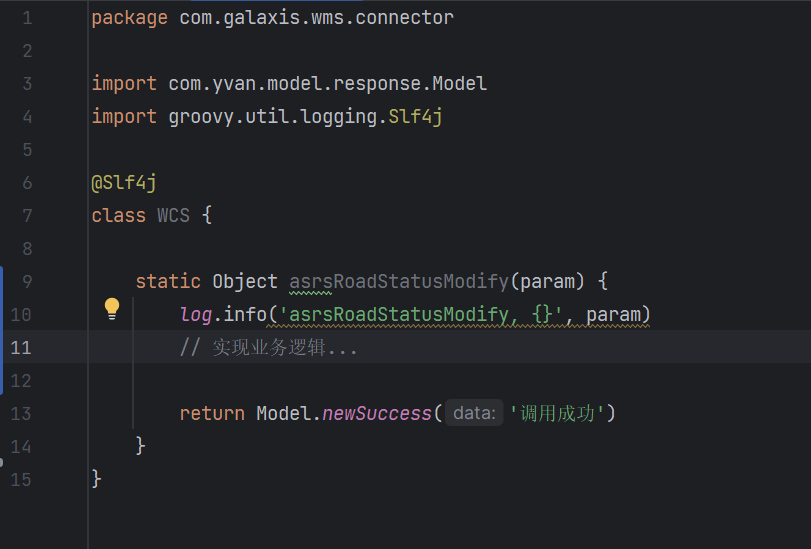 1 package com.galaxis.wms.connector
2
3 import com.yvan.model.response.Model
4 import groovy.util.logging.Slf4j
5
6 @Slf4j
7 class WCS {
8
9 static Object asrsRoadStatusModify(param) {
10 log.info('asrsRoadStatusModify, {}', param)
11 // 实现业务逻辑...
12
13 return Model.newSuccess( data: '调用成功')
14 }
15 }